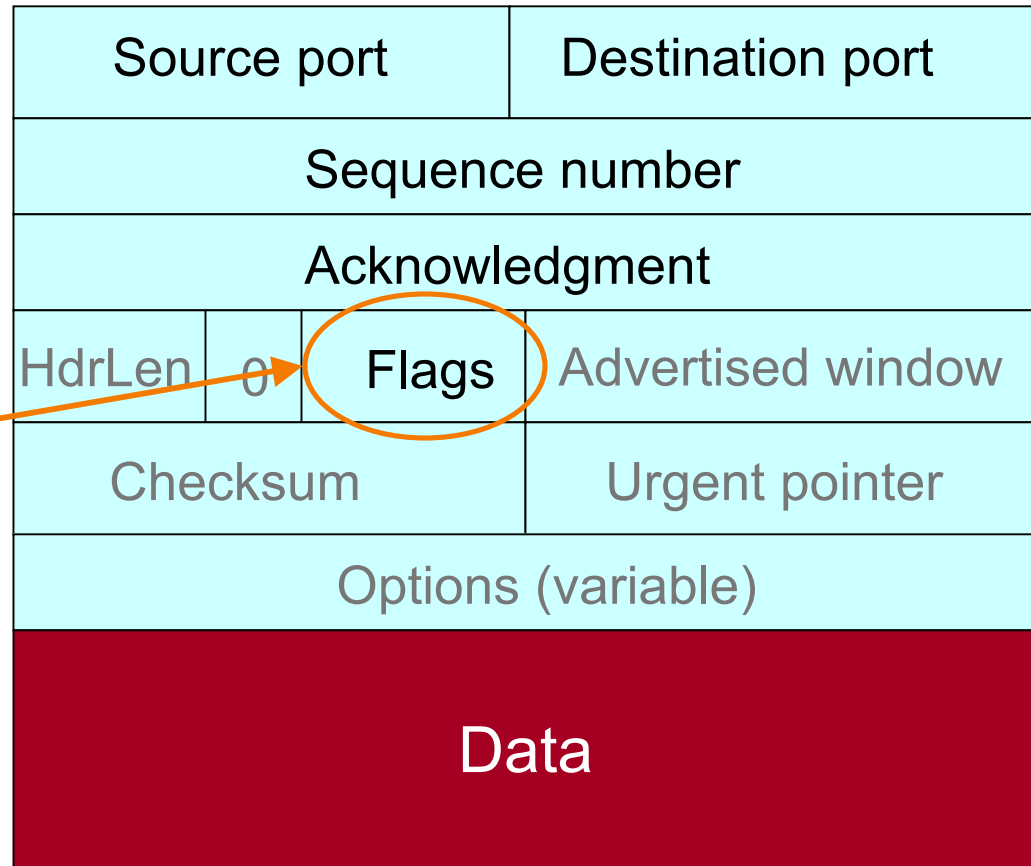 Source port Destination port
Sequence number
Acknowledgment
HdrLen 0 Flags Advertised window
Checksum Urgent pointer
Options (variable)
Data